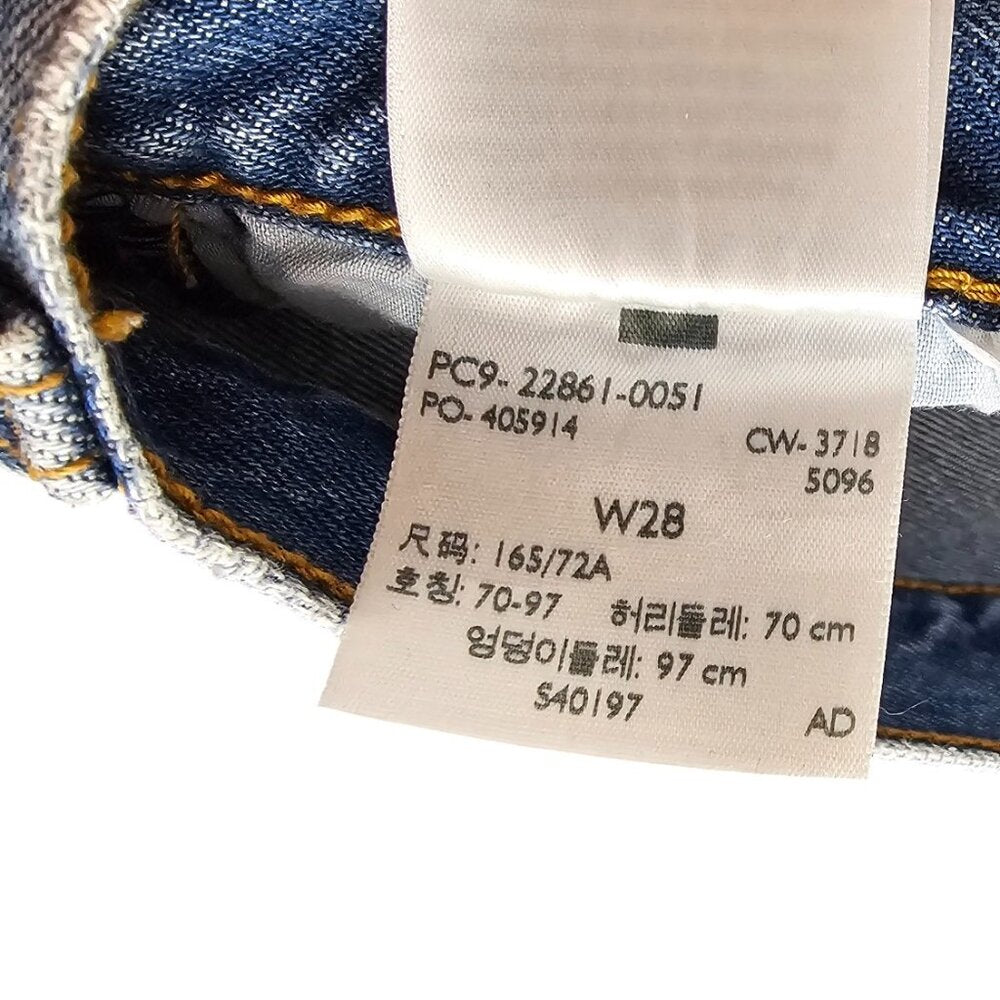 PC9-22861-0051
PO-405914
CW-3718
5096
W28
尺码: 165/72A
호칭: 70-97 허리둘레: 70 cm
엉덩이둘레: 97 cm
S40197
AD